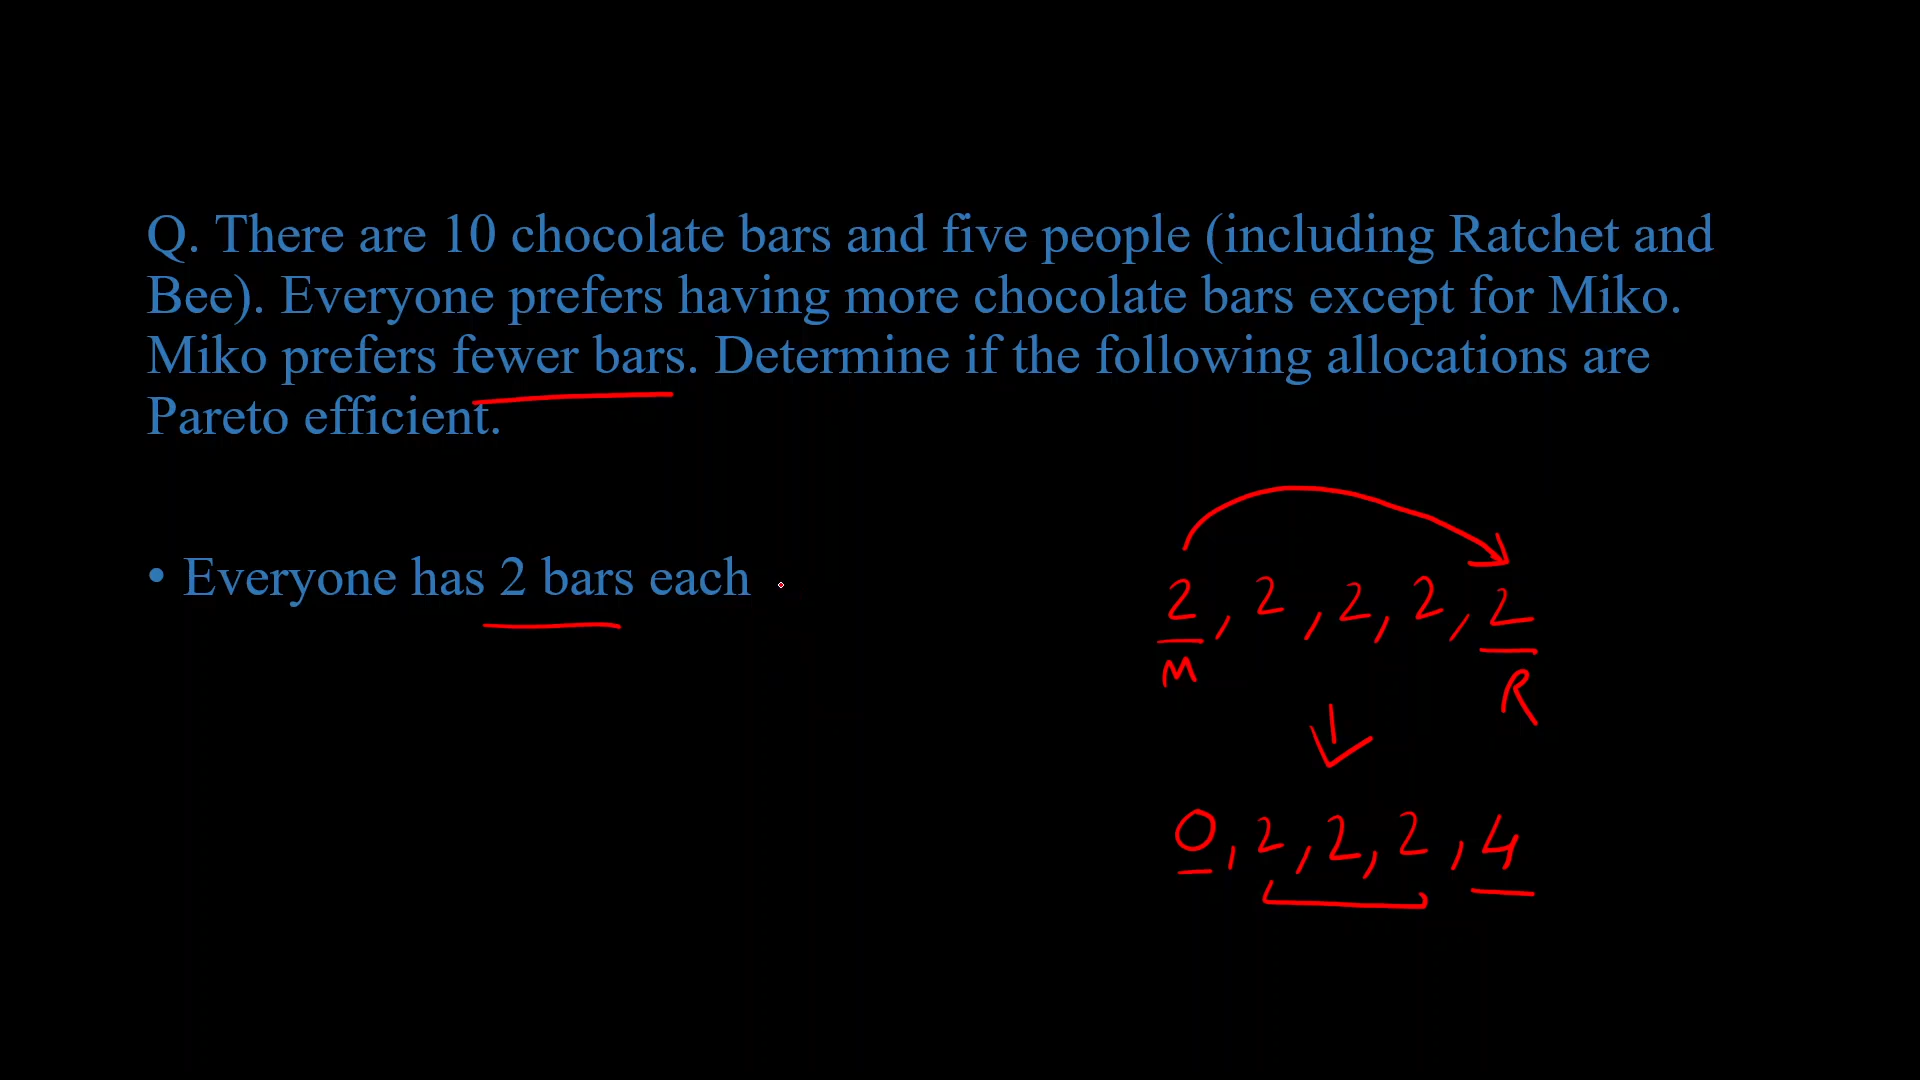 Q. There are 10 chocolate bars and five people (including Ratchet and
Bee). Everyone prefers having more chocolate bars except for Miko.
Miko prefers fewer bars. Determine if the following allocations are
Pareto efficient.
• Everyone has 2 bars each
2, 2, 2, 2, 2
M R
0, 2, 2, 2, 4